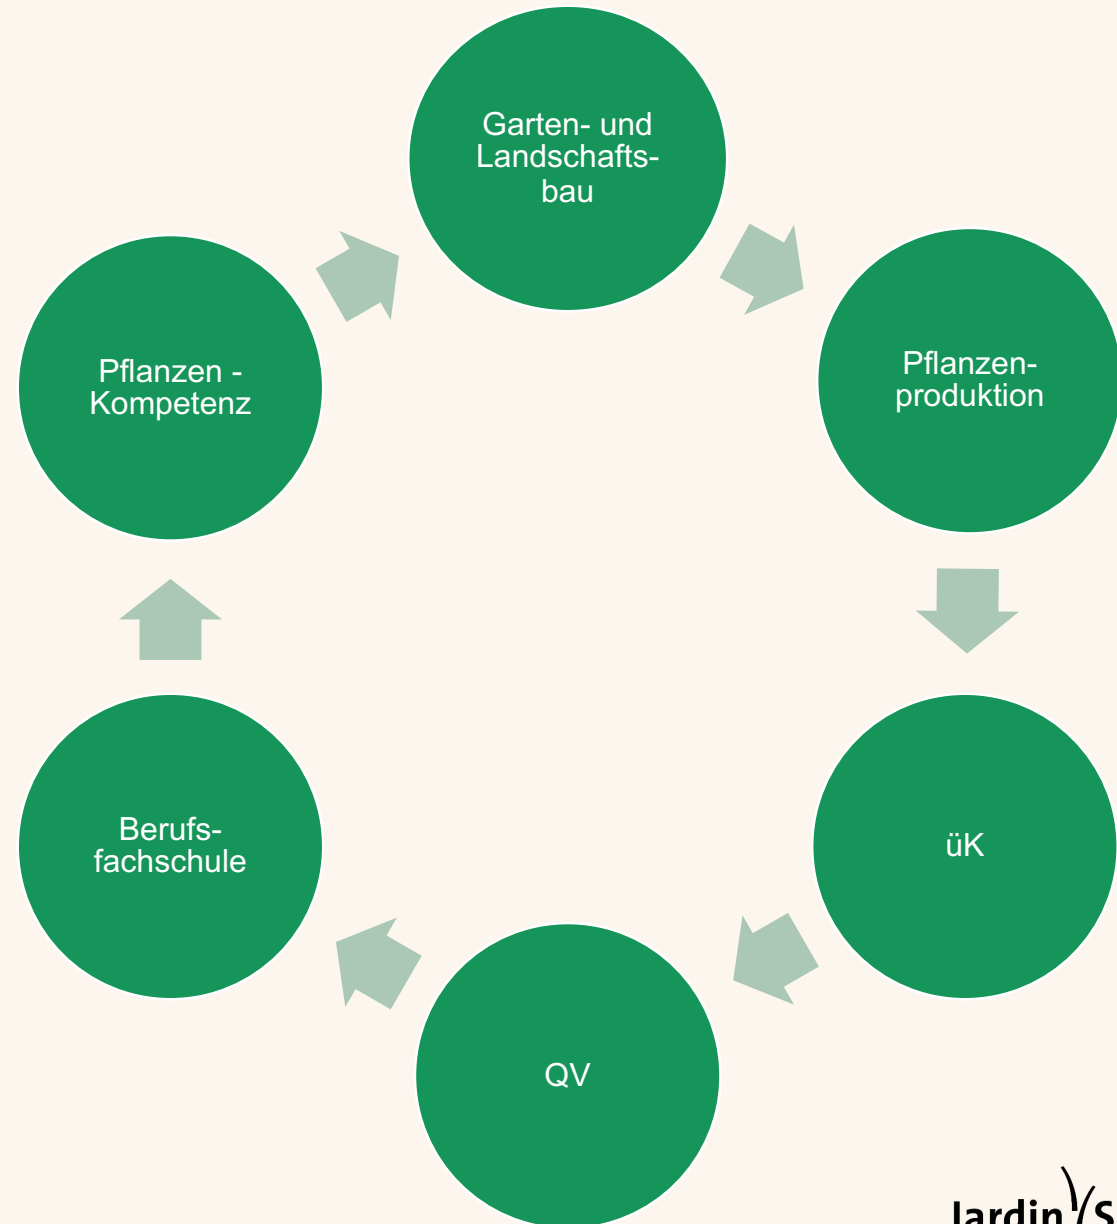 Garten- und
Landschafts-
bau
Pflanzen-
produktion
üK
QV
Berufs-
fachschule
Pflanzen -
Kompetenz
Jardin S